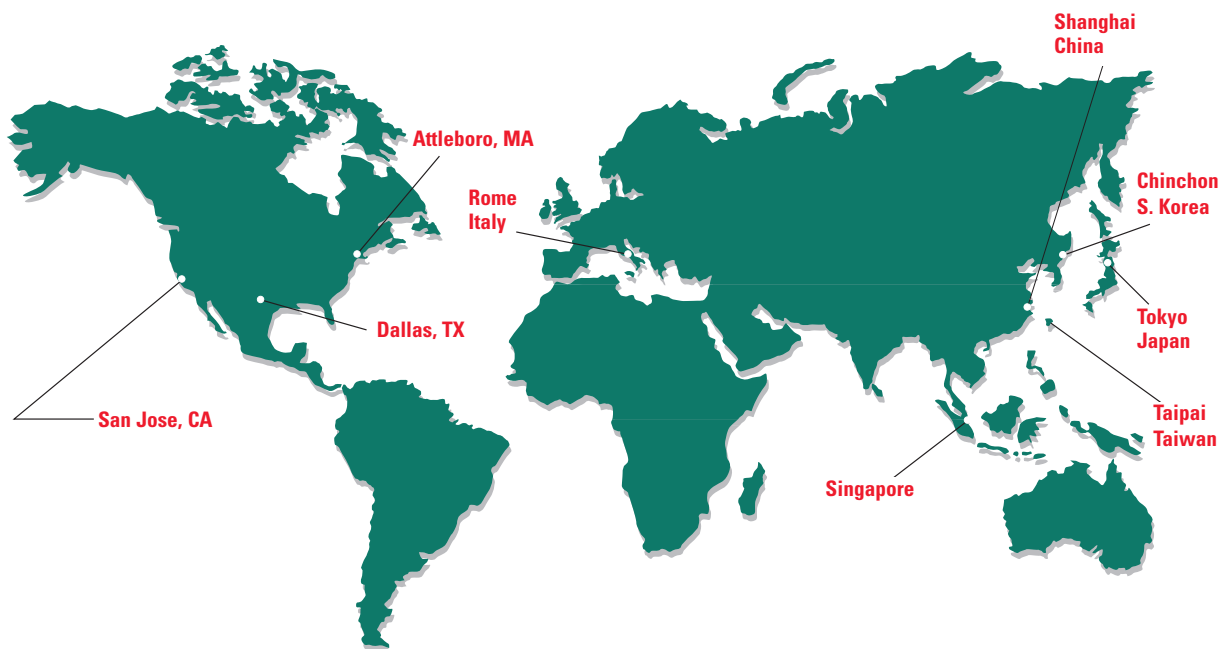 Shanghai
China
Attleboro, MA
Chinchon
S. Korea
Rome
Italy
Dallas, TX
Tokyo
Japan
San Jose, CA
Taipai
Taiwan
Singapore